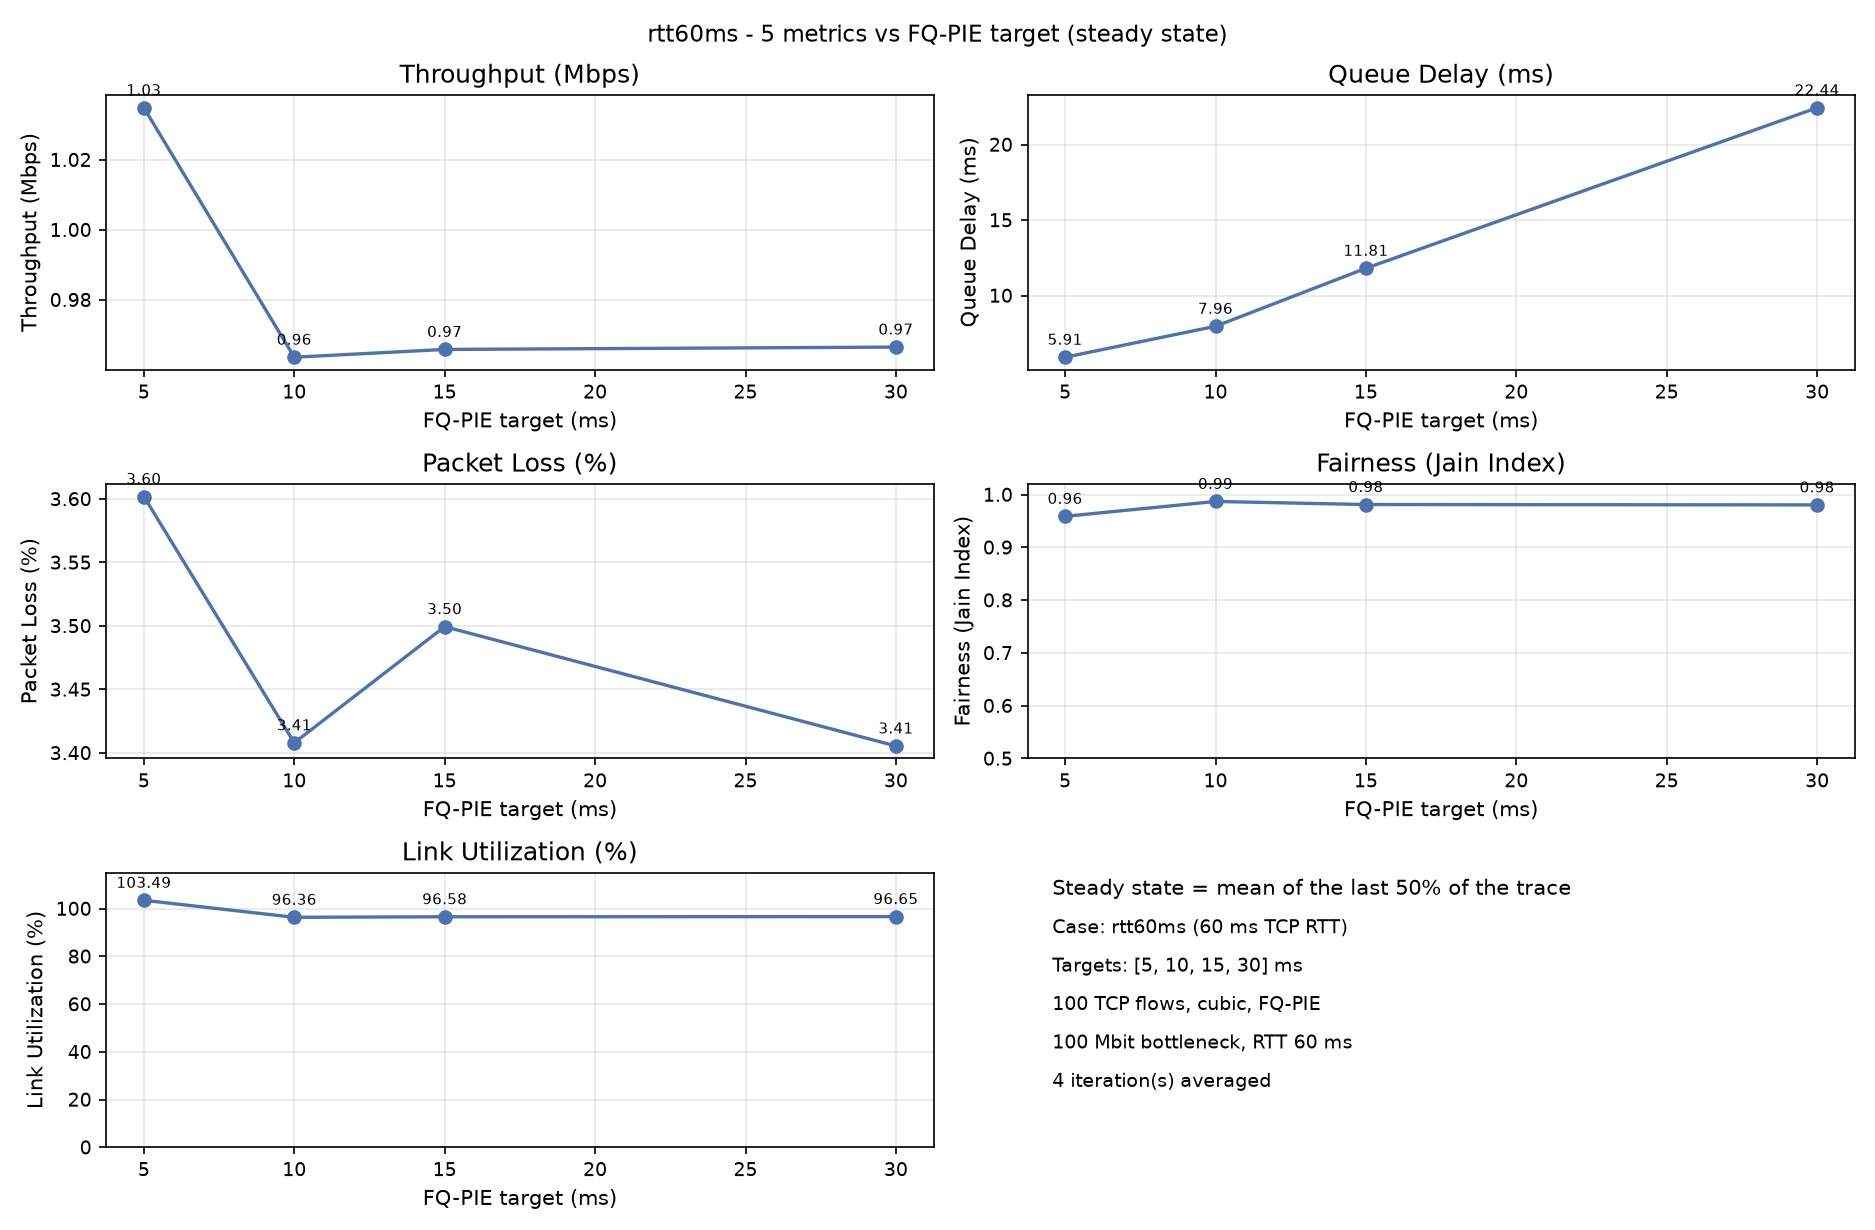 rtt60ms - 5 metrics vs FQ-PIE target (steady state)
Throughput (Mbps)
Throughput (Mbps)
1.02
1.00
0.98
1.03
0.96
0.97
0.97
5 10 15 20 25 30
FQ-PIE target (ms)
Queue Delay (ms)
Queue Delay (ms)
20
15
10
5.91
7.96
11.81
22.44
5 10 15 20 25 30
FQ-PIE target (ms)
Packet Loss (%)
Packet Loss (%)
3.60
3.55
3.50
3.45
3.40
3.60
3.41
3.50
3.41
5 10 15 20 25 30
FQ-PIE target (ms)
Fairness (Jain Index)
Fairness (Jain Index)
1.0
0.9
0.8
0.7
0.6
0.5
0.96
0.99
0.98
0.98
5 10 15 20 25 30
FQ-PIE target (ms)
Link Utilization (%)
Link Utilization (%)
100
80
60
40
20
0
103.49
96.36
96.58
96.65
5 10 15 20 25 30
FQ-PIE target (ms)
Steady state = mean of the last 50% of the trace
Case: rtt60ms (60 ms TCP RTT)
Targets: [5, 10, 15, 30] ms
100 TCP flows, cubic, FQ-PIE
100 Mbit bottleneck, RTT 60 ms
4 iteration(s) averaged